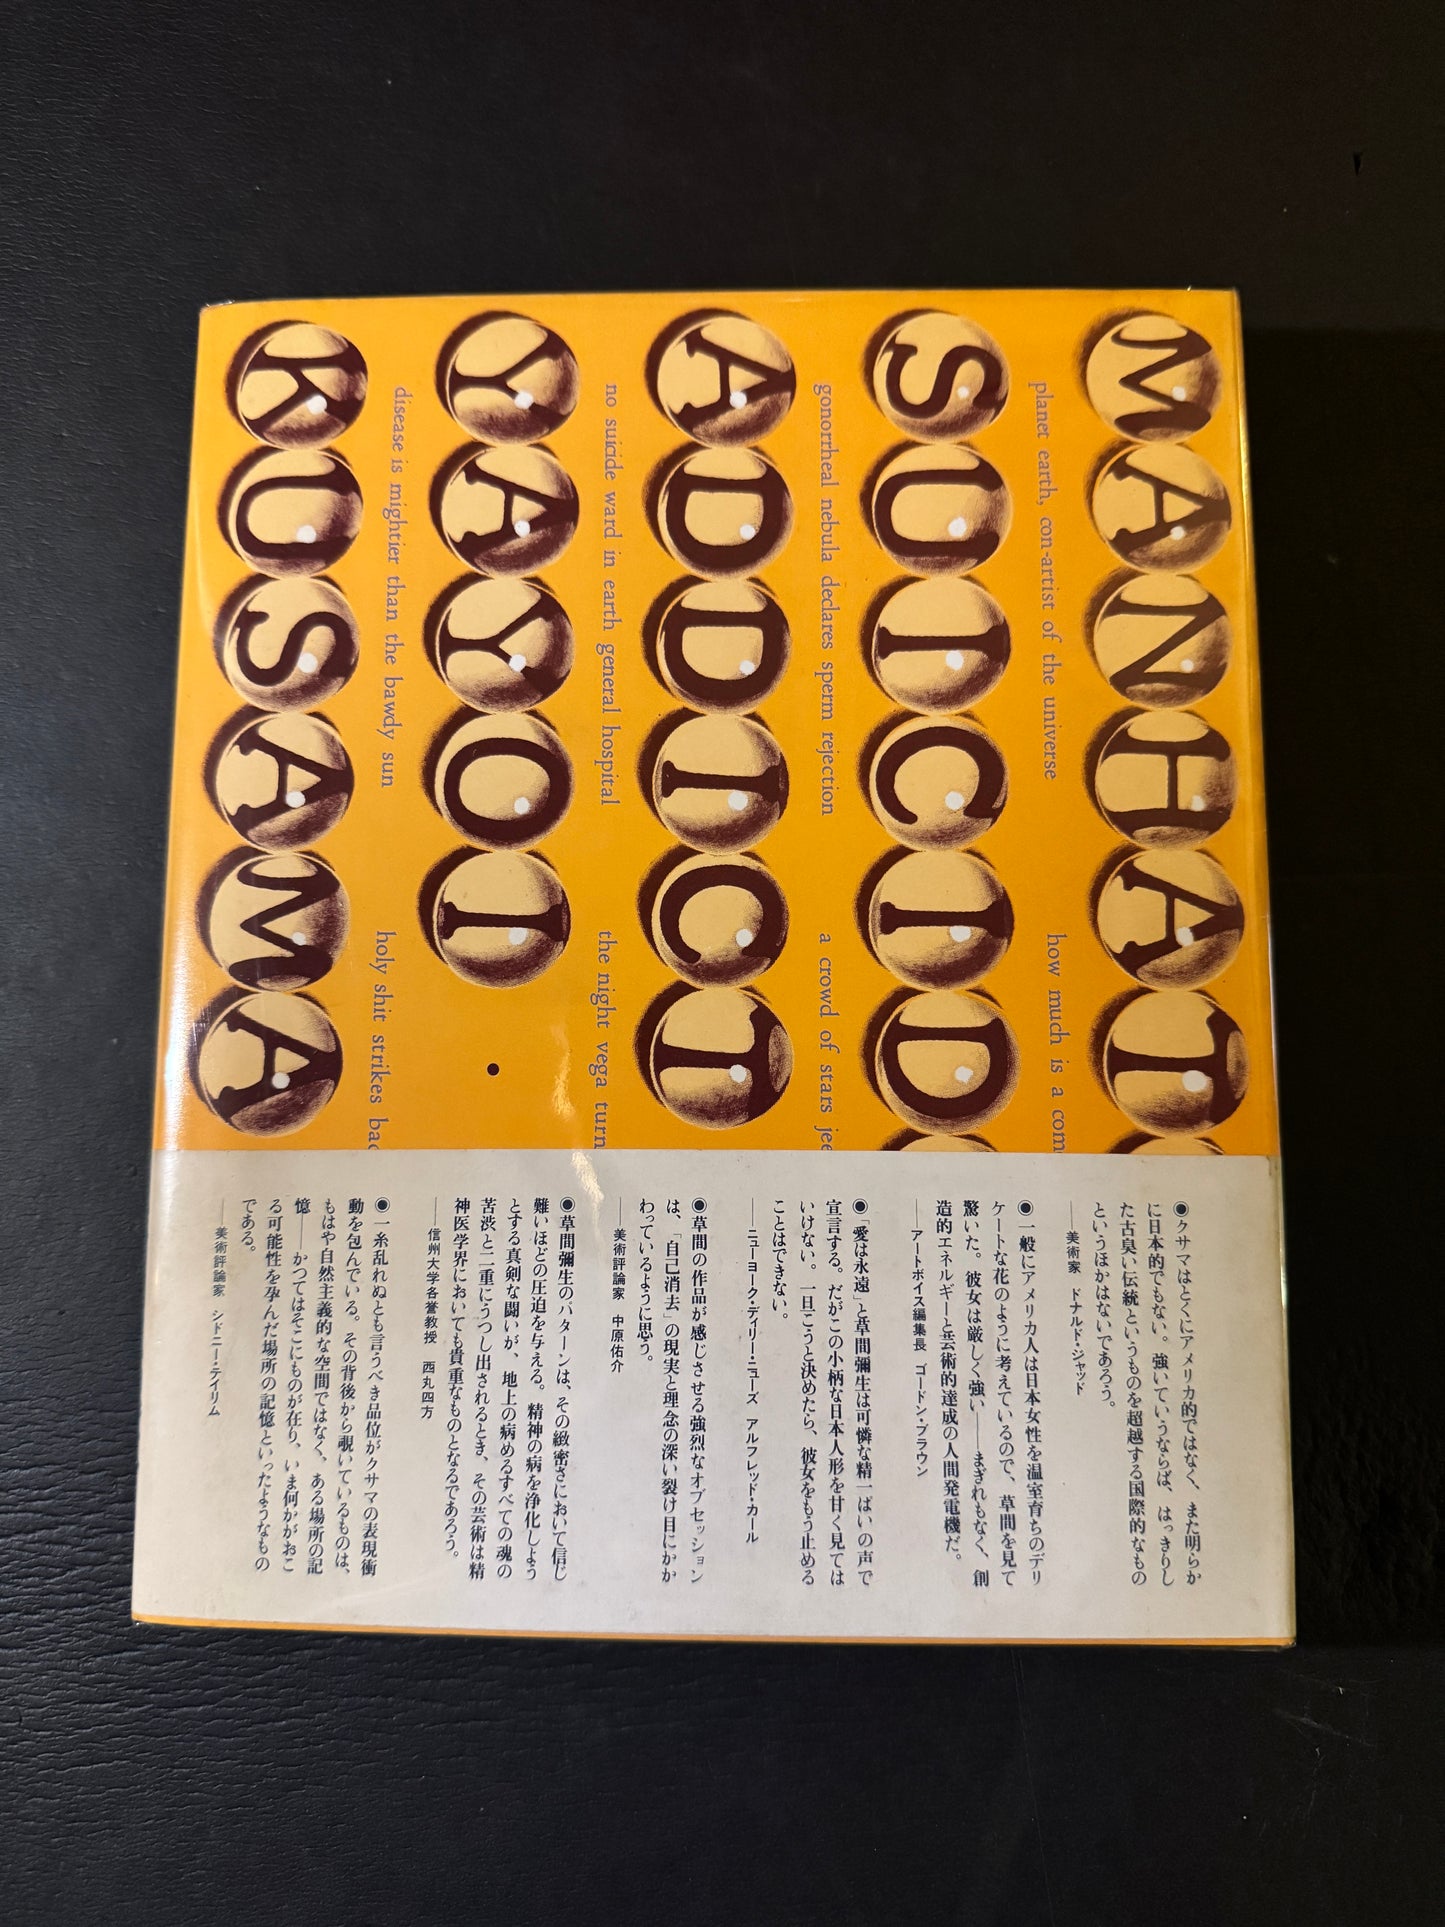 MANHAT
planet earth, con-artist of the universe
how much is a com
SUICID
gonorrheal nebula declares sperm rejection
a crowd of stars jee
ADDICT
no suicide ward in earth general hospital
the night vega turn
YAYOI
disease is mightier than the bawdy sun
holy shit strikes bac
KUSAMA
◉クサマはとくにアメリカ的ではなく、また明らか
に日本的でもない。強いていうならば、はっきりし
た古臭い伝統というものを超越する国際的なもの
というほかはないであろう。
——美術家 ドナルド・ジャッド
◉一般にアメリカ人は日本女性を温室育ちのデリ
ケートな花のように考えているので、草間を見て
驚いた。彼女は厳しく強い——まぎれもなく、創
造的エネルギーと芸術的達成の人間発電機だ。
——アートボイス編集長 ゴードン・ブラウン
◉「愛は永遠」と草間彌生は可憐な精一ぱいの声で
宣言する。だがこの小柄な日本人形を甘く見ては
いけない。一旦こうと決めたら、彼女をもう止める
ことはできない。
——ニューヨーク・デイリー・ニューズ アルフレッド・カール
◉草間の作品が感じさせる強烈なオブセッション
は、「自己消去」の現実と理念の深い裂け目にかか
わっているように思う。
——美術評論家 中原佑介
◉草間彌生のパターンは、その緻密さにおいて信じ
難いほどの圧迫を与える。精神の病を浄化しよう
とする真剣な闘いが、地上の病めるすべての魂の
苦渋と二重にうつし出されるとき、その芸術は精
神医学界においても貴重なものとなるであろう。
——信州大学名誉教授 西丸四方
◉一糸乱れぬとも言うべき品位がクサマの表現衝
動を包んでいる。その背後から覗いているものは、
もはや自然主義的な空間ではなく、ある場所の記
憶——かつてはそこにものが在り、いま何かがおこ
る可能性を孕んだ場所の記憶といったようなもの
である。
——美術評論家 シドニー・テイリム